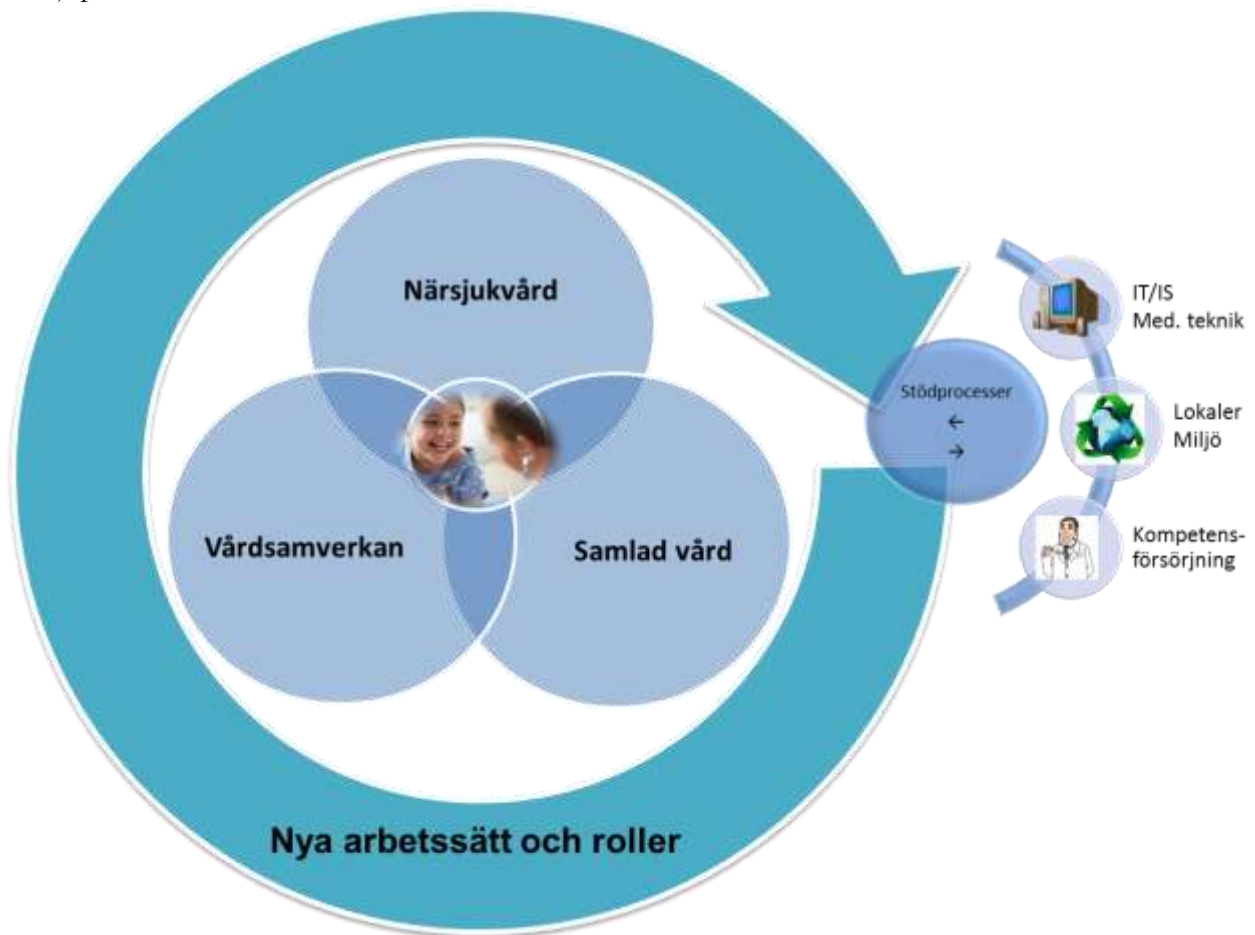 Närsjukvård
Vårdsamverkan
Samlad vård
Nya arbetssätt och roller
Stödprocesser
←
→
IT/IS
Med. teknik
Lokaler
Miljö
Kompetens-
försörjning